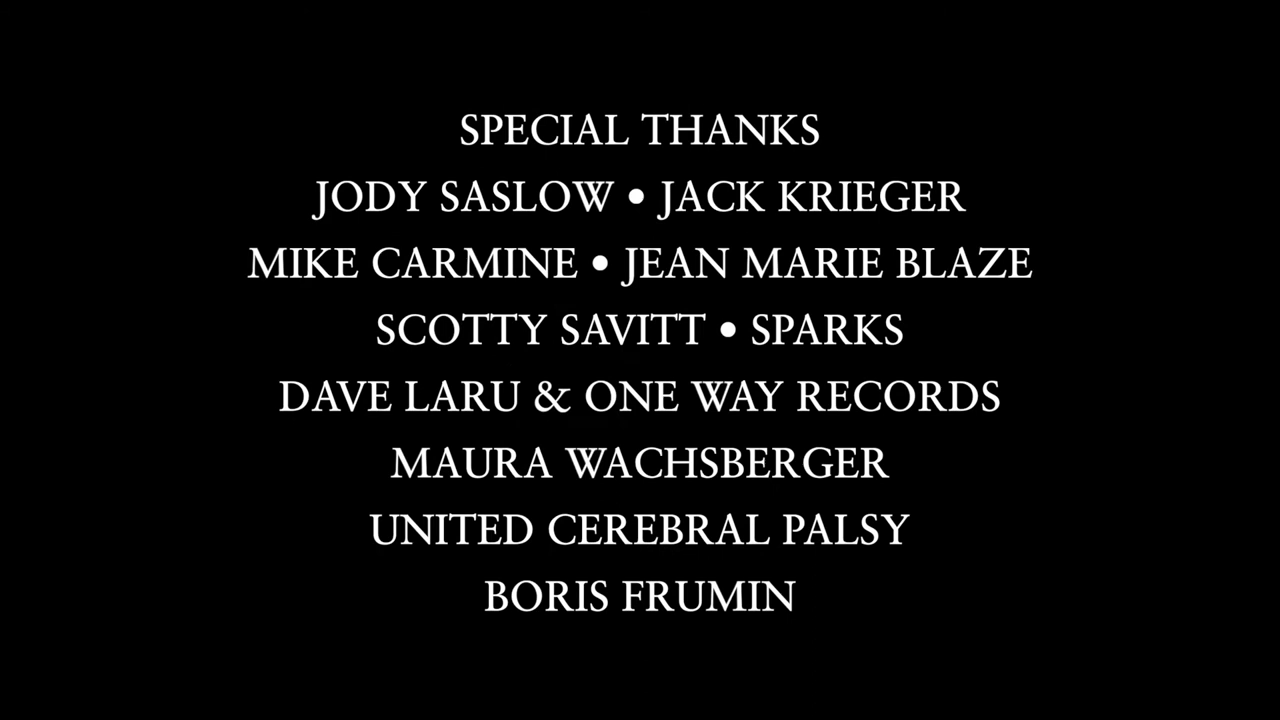 SPECIAL THANKS
JODY SASLOW • JACK KRIEGER
MIKE CARMINE • JEAN MARIE BLAZE
SCOTTY SAVITT • SPARKS
DAVE LARU & ONE WAY RECORDS
MAURA WACHSBERGER
UNITED CEREBRAL PALSY
BORIS FRUMIN